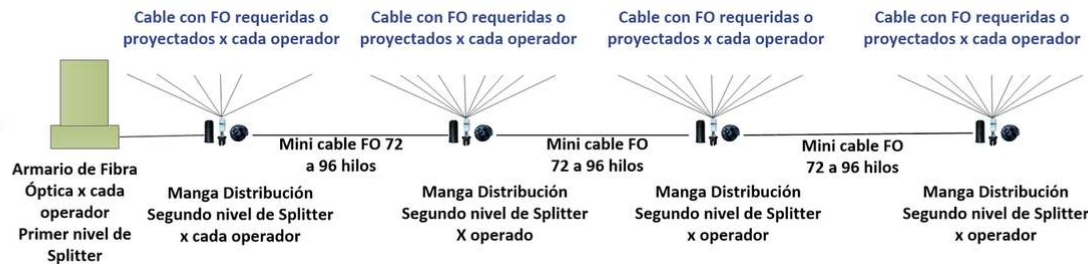 Cable con FO requeridas o
proyectados x cada operador
Cable con FO requeridas o
proyectados x cada operador
Cable con FO requeridas o
proyectados x cada operador
Cable con FO requeridas o
proyectados x cada operador
Mini cable FO 72
a 96 hilos
Mini cable FO
72 a 96 hilos
Mini cable FO
72 a 96 hilos
Armario de Fibra
Óptica x cada
operador
Primer nivel de
Splitter
Manga Distribución
Segundo nivel de Splitter
x cada operador
Manga Distribución
Segundo nivel de Splitter
X operado
Manga Distribución
Segundo nivel de Splitter
x operador
Manga Distribución
Segundo nivel de Splitter
x operador